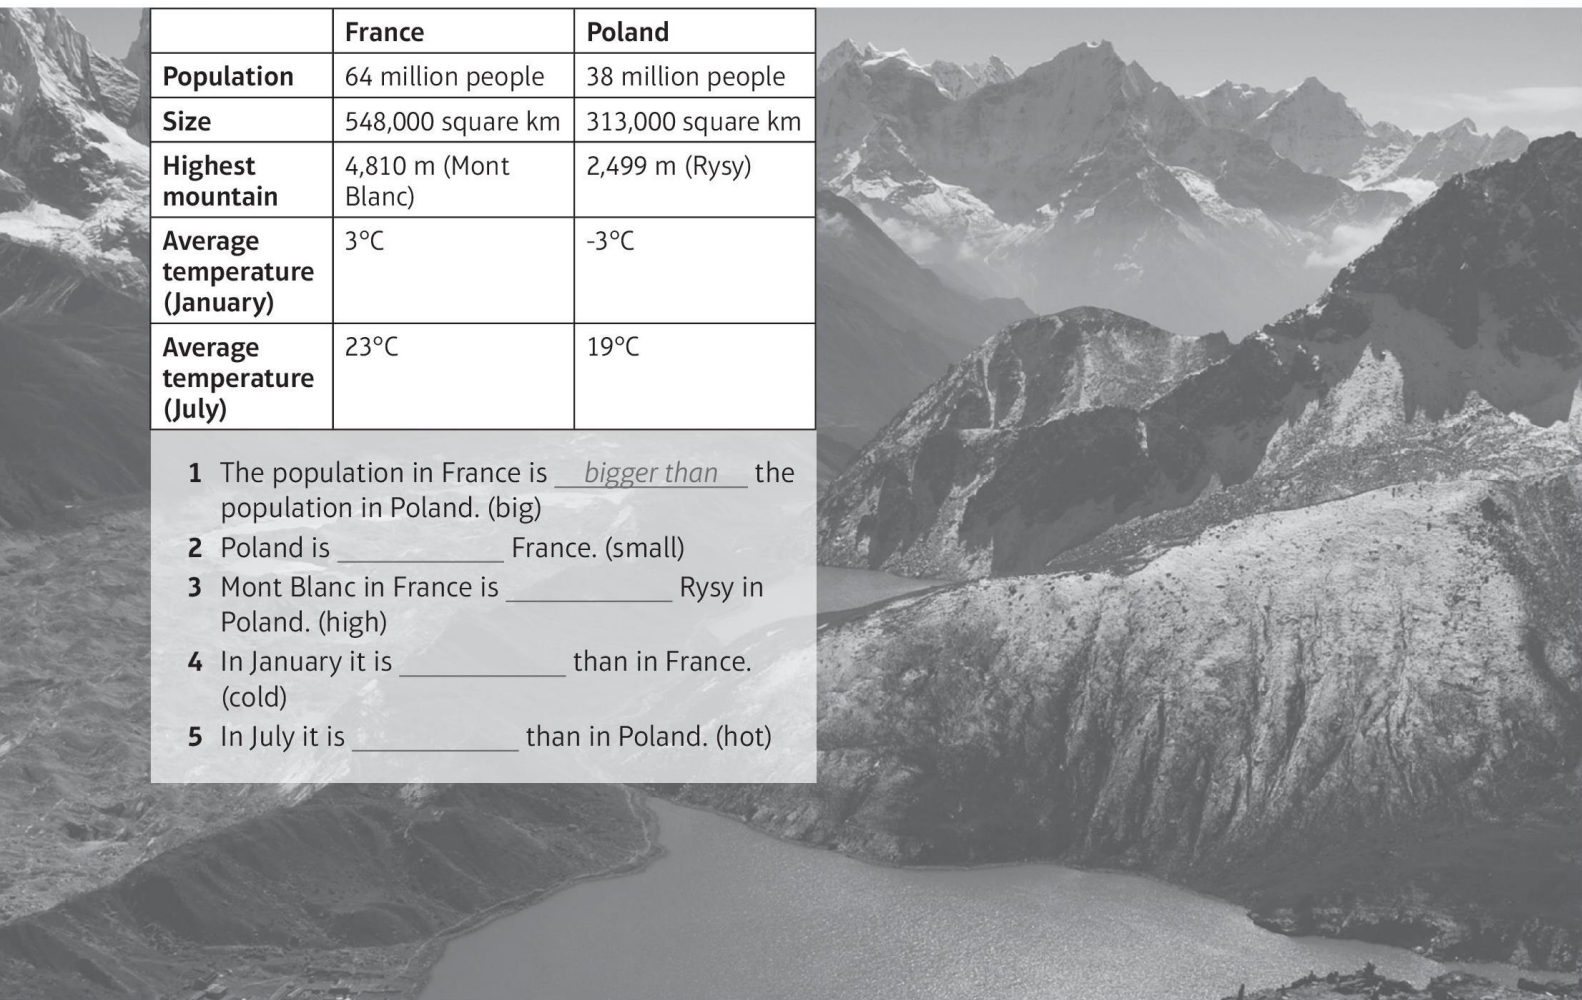 France Poland
Population 64 million people 38 million people
Size 548,000 square km 313,000 square km
Highest mountain 4,810 m (Mont Blanc) 2,499 m (Rysy)
Average temperature (January) 3°C -3°C
Average temperature (July) 23°C 19°C
1 The population in France is bigger than the
population in Poland. (big)
2 Poland is ____________ France. (small)
3 Mont Blanc in France is ____________ Rysy in
Poland. (high)
4 In January it is ____________ than in France.
(cold)
5 In July it is ____________ than in Poland. (hot)